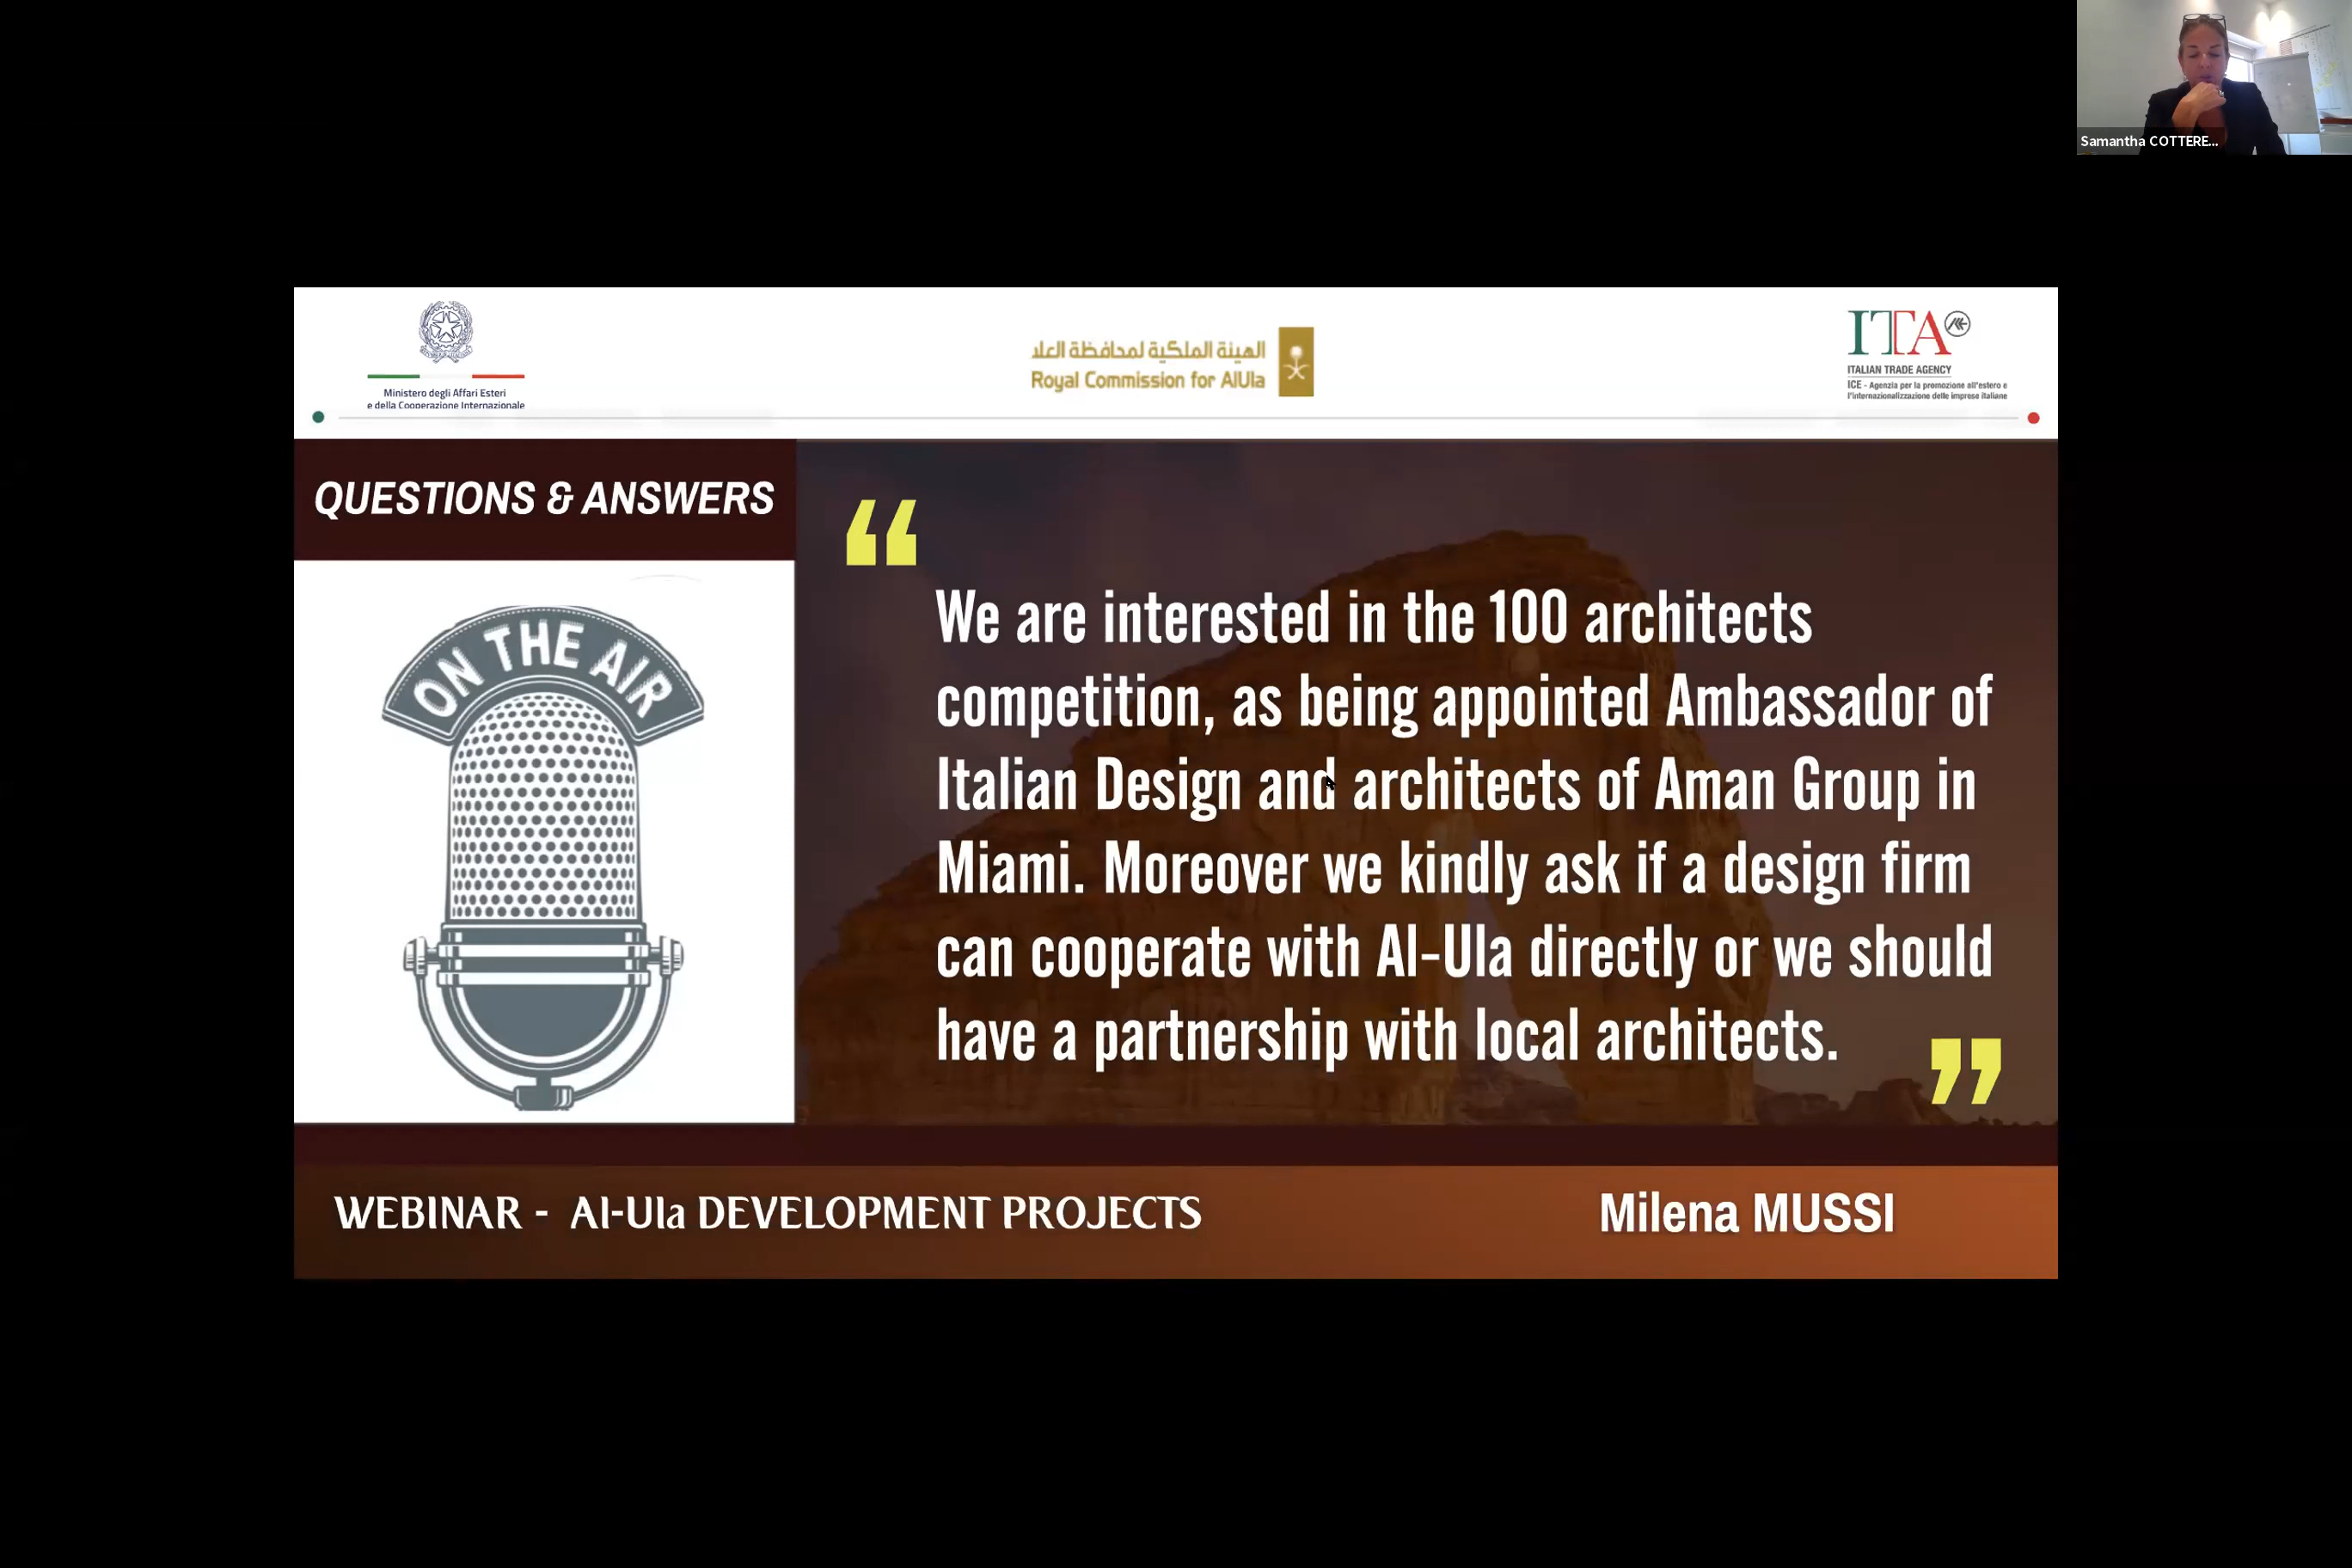 Samantha COTTERE...
Ministero degli Affari Esteri
e della Cooperazione Internazionale
الهيئة الملكية لمحافظة العلا
Royal Commission for AlUla
ITA
ITALIAN TRADE AGENCY
ICE - Agenzia per la promozione all'estero e
l'internazionalizzazione delle imprese italiane
QUESTIONS & ANSWERS
ON THE AIR
“
We are interested in the 100 architects
competition, as being appointed Ambassador of
Italian Design and architects of Aman Group in
Miami. Moreover we kindly ask if a design firm
can cooperate with Al-Ula directly or we should
have a partnership with local architects.
”
WEBINAR - Al-Ula DEVELOPMENT PROJECTS
Milena MUSSI